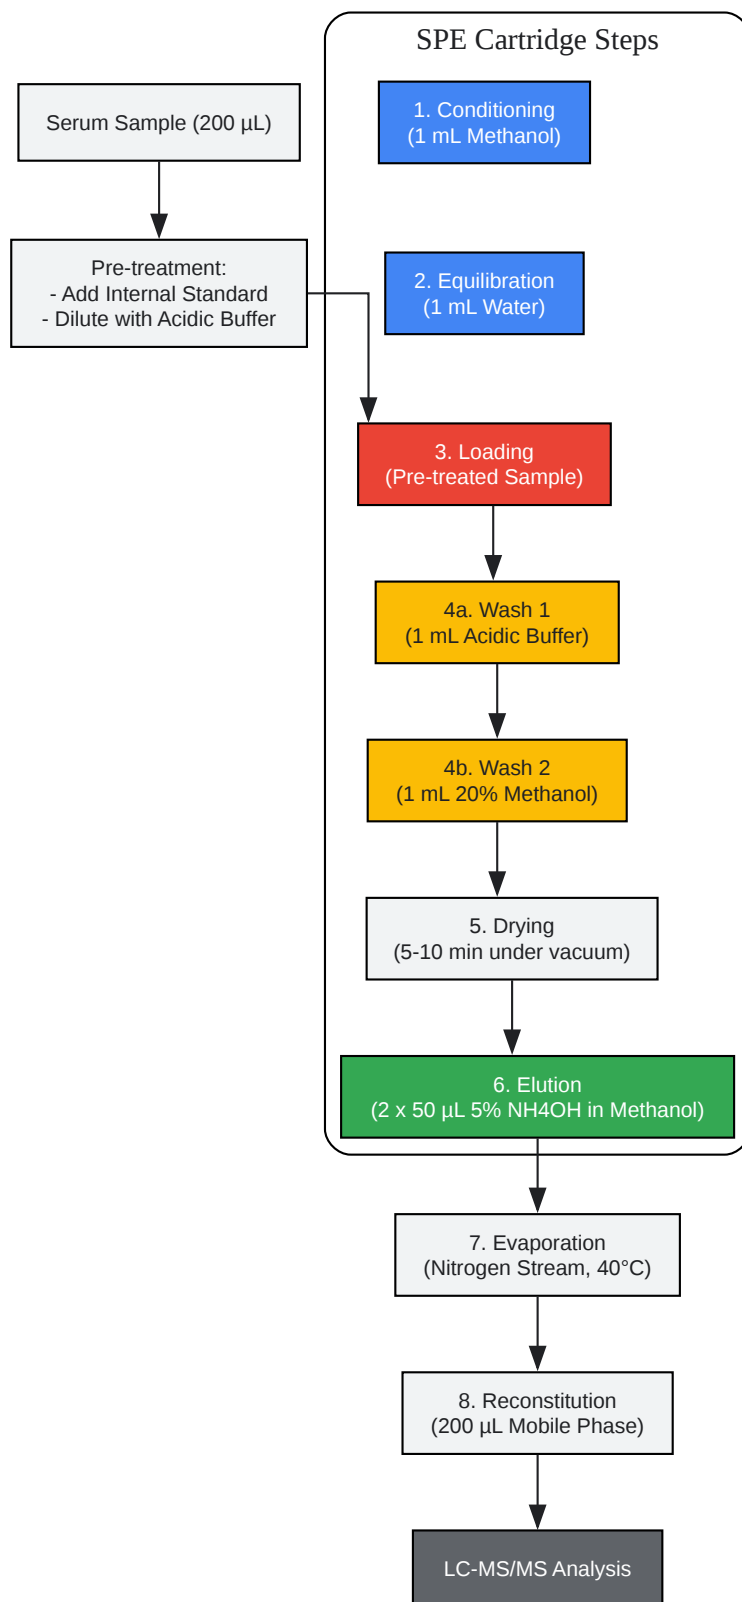 SPE Cartridge Steps
Serum Sample (200 µL)
1. Conditioning
(1 mL Methanol)
Pre-treatment:
- Add Internal Standard
- Dilute with Acidic Buffer
2. Equilibration
(1 mL Water)
3. Loading
(Pre-treated Sample)
4a. Wash 1
(1 mL Acidic Buffer)
4b. Wash 2
(1 mL 20% Methanol)
5. Drying
(5-10 min under vacuum)
6. Elution
(2 x 50 µL 5% NH4OH in Methanol)
7. Evaporation
(Nitrogen Stream, 40°C)
8. Reconstitution
(200 µL Mobile Phase)
LC-MS/MS Analysis